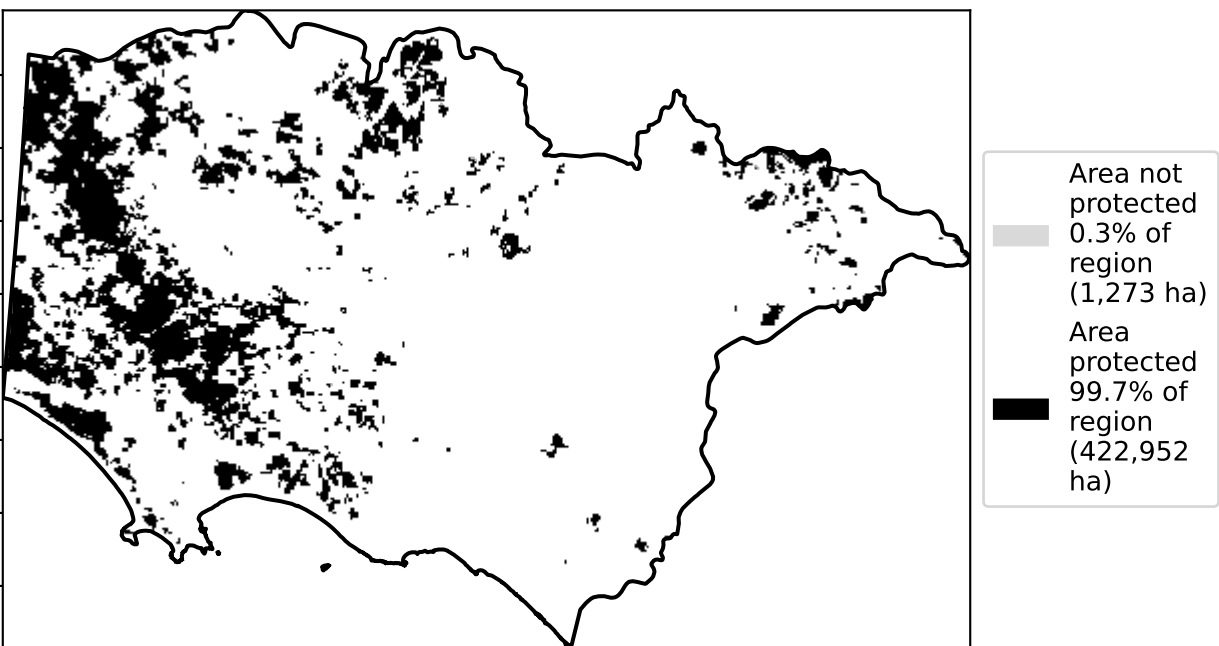 Area not
protected
0.3% of
region
(1,273 ha)
Area
protected
99.7% of
region
(422,952
ha)